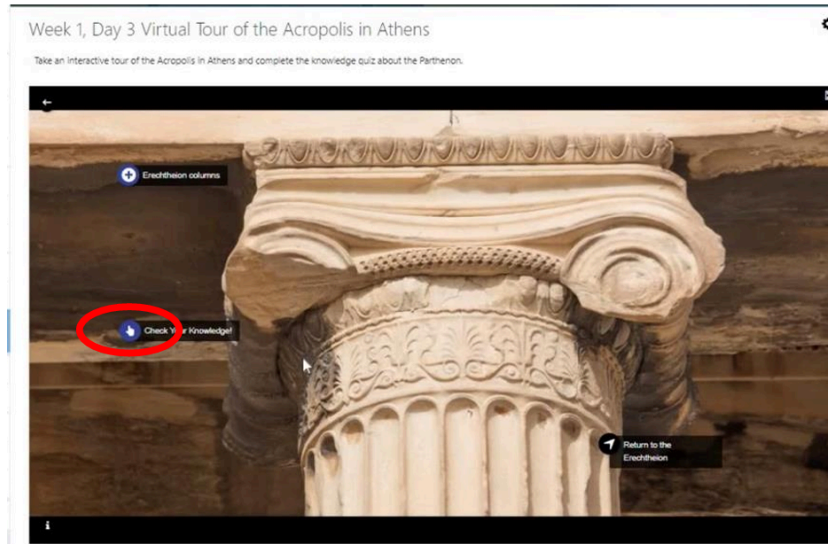 Week 1, Day 3 Virtual Tour of the Acropolis in Athens
Take an interactive tour of the Acropolis in Athens and complete the knowledge quiz about the Parthenon.
Erechtheion columns
Check Your Knowledge!
Return to the
Erechtheion
i